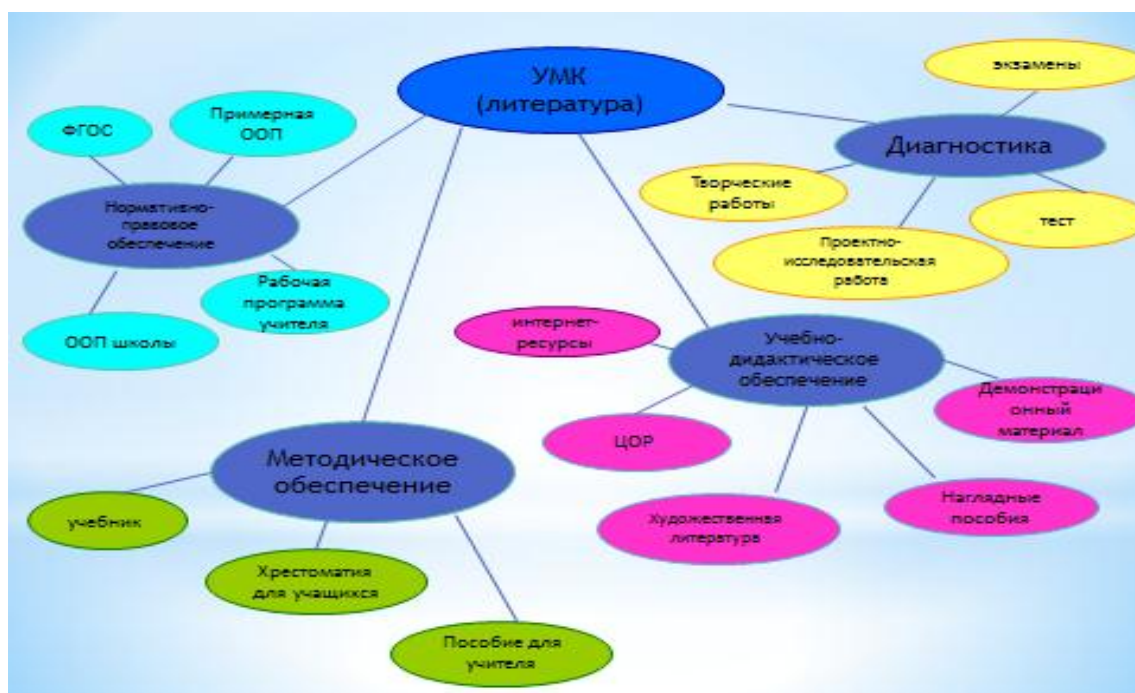 УМК
(литература)
экзамены
ФГОС
Примерная
ООП
Диагностика
Нормативно-
правовое
обеспечение
Творческие
работы
тест
Проектно-
исследовательская
работа
Рабочая
программа
учителя
ООП школы
интернет-
ресурсы
Учебно-
дидактическое
обеспечение
Демонстраци
онный
материал
ЦОР
Методическое
обеспечение
учебник
Художественная
литература
Наглядные
пособия
Хрестоматия
для учащихся
Пособие для
учителя